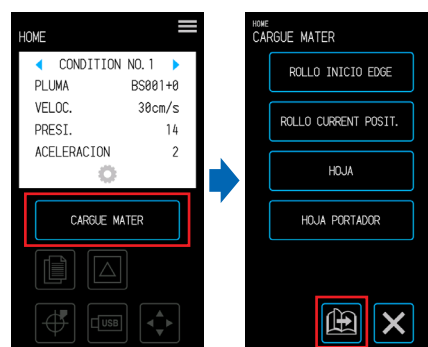 HOME
CONDITION NO.1
PLUMA BS001+0
VELOC. 30cm/s
PRESI. 14
ACELERACION 2
CARGUE MATER
USB
HOME
CARGUE MATER
ROLLO INICIO EDGE
ROLLO CURRENT POSIT.
HOJA
HOJA PORTADOR